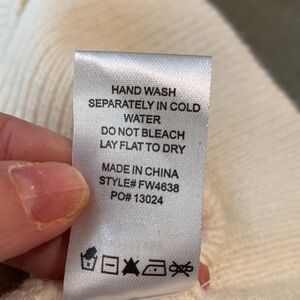 HAND WASH
SEPARATELY IN COLD
WATER
DO NOT BLEACH
LAY FLAT TO DRY
MADE IN CHINA
STYLE# FW4638
PO# 13024